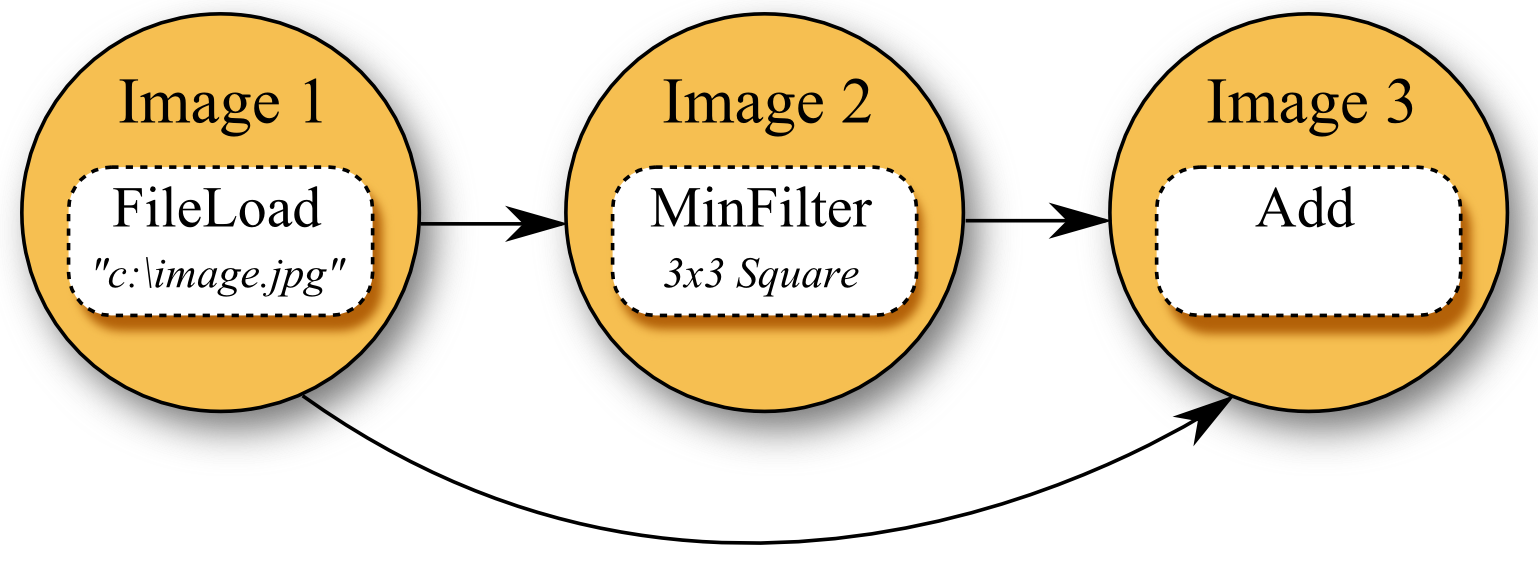 Image 1
FileLoad
"c:\image.jpg"
Image 2
MinFilter
3x3 Square
Image 3
Add